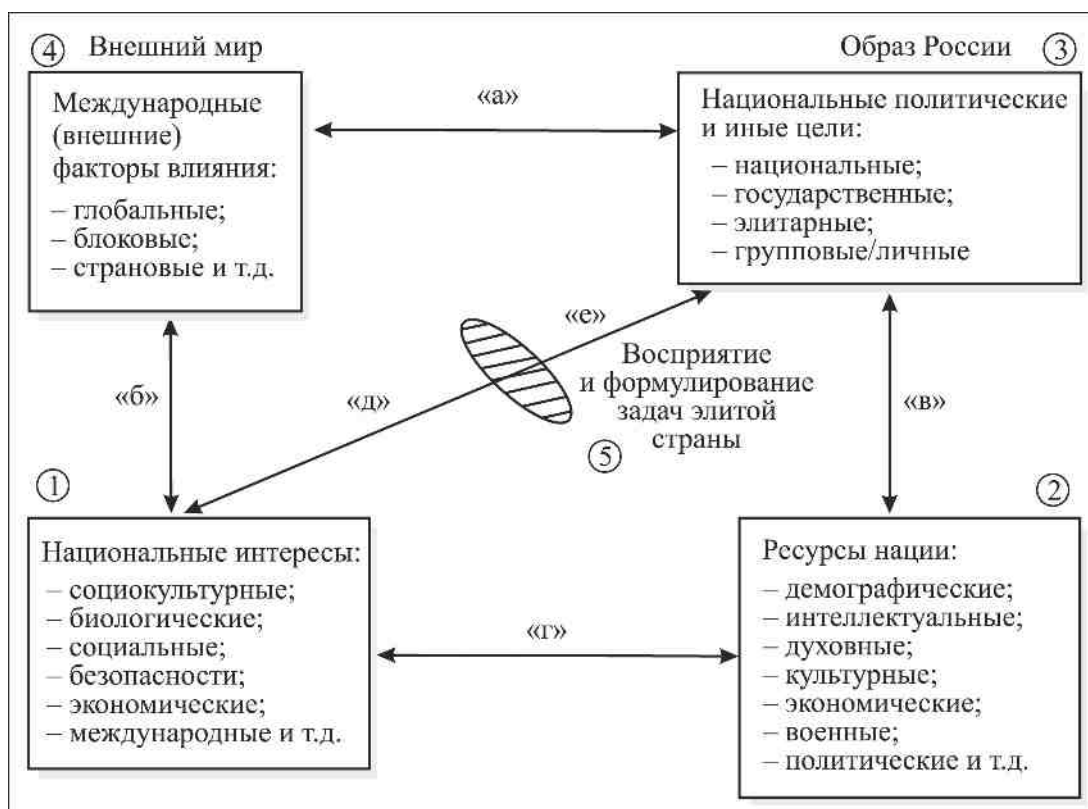 ④ Внешний мир
Международные
(внешние)
факторы влияния:
– глобальные;
– блоковые;
– страновые и т.д.
«а»
Образ России ③
Национальные политические
и иные цели:
– национальные;
– государственные;
– элитарные;
– групповые/личные
«б»
«д»
«е»
Восприятие
и формулирование
задач элитой
страны
⑤
«в»
①
Национальные интересы:
– социокультурные;
– биологические;
– социальные;
– безопасности;
– экономические;
– международные и т.д.
«г»
②
Ресурсы нации:
– демографические;
– интеллектуальные;
– духовные;
– культурные;
– экономические;
– военные;
– политические и т.д.